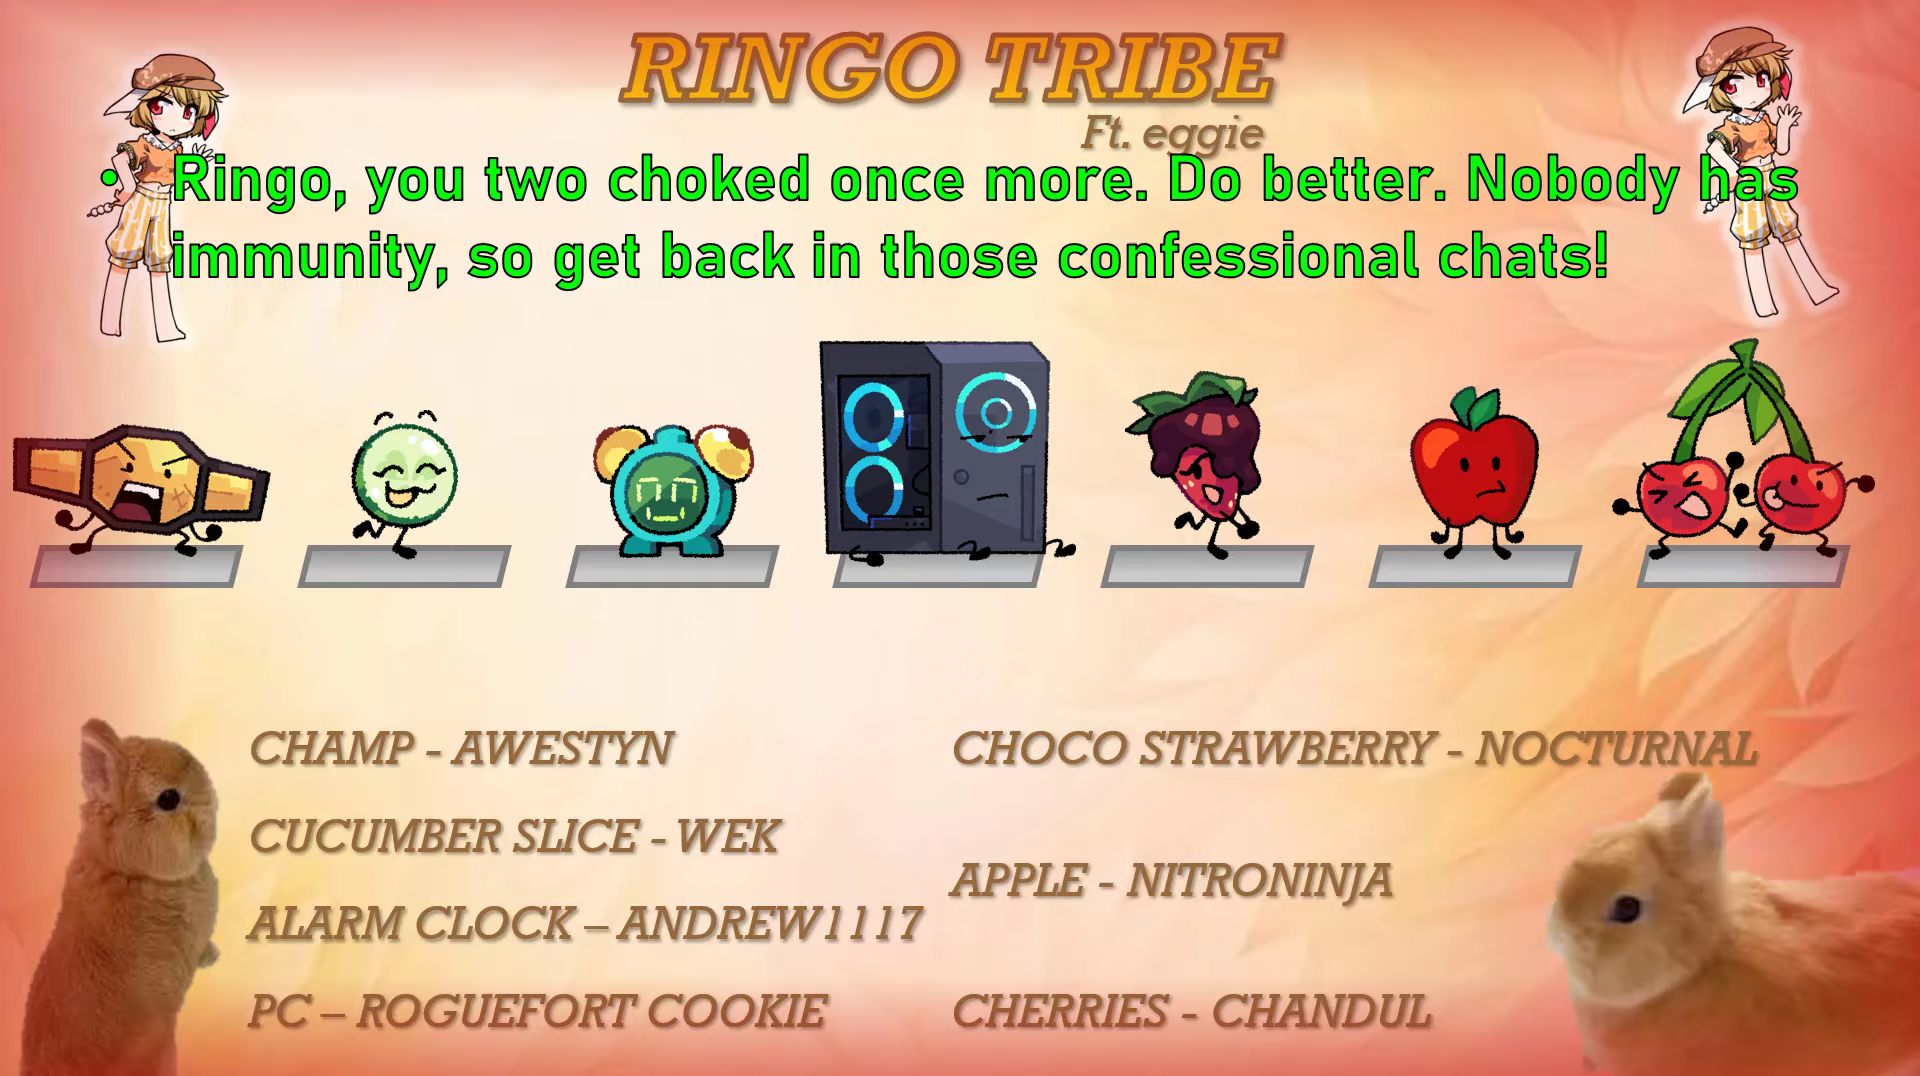 RINGO TRIBE
Ft. eggie
• Ringo, you two choked once more. Do better. Nobody has
immunity, so get back in those confessional chats!
CHAMP - AWESTYN
CUCUMBER SLICE - WEK
ALARM CLOCK – ANDREW1117
PC – ROGUEFORT COOKIE
CHOCO STRAWBERRY - NOCTURNAL
APPLE - NITRONINJA
CHERRIES - CHANDUL